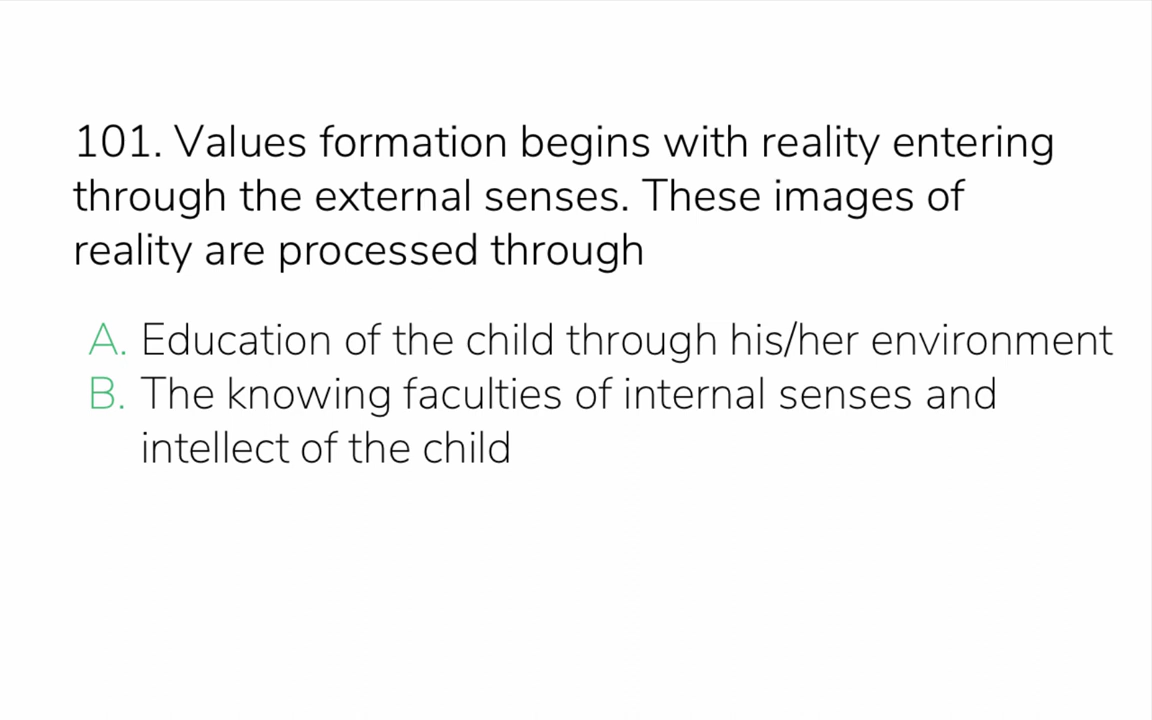 101. Values formation begins with reality entering
through the external senses. These images of
reality are processed through
A. Education of the child through his/her environment
B. The knowing faculties of internal senses and
intellect of the child